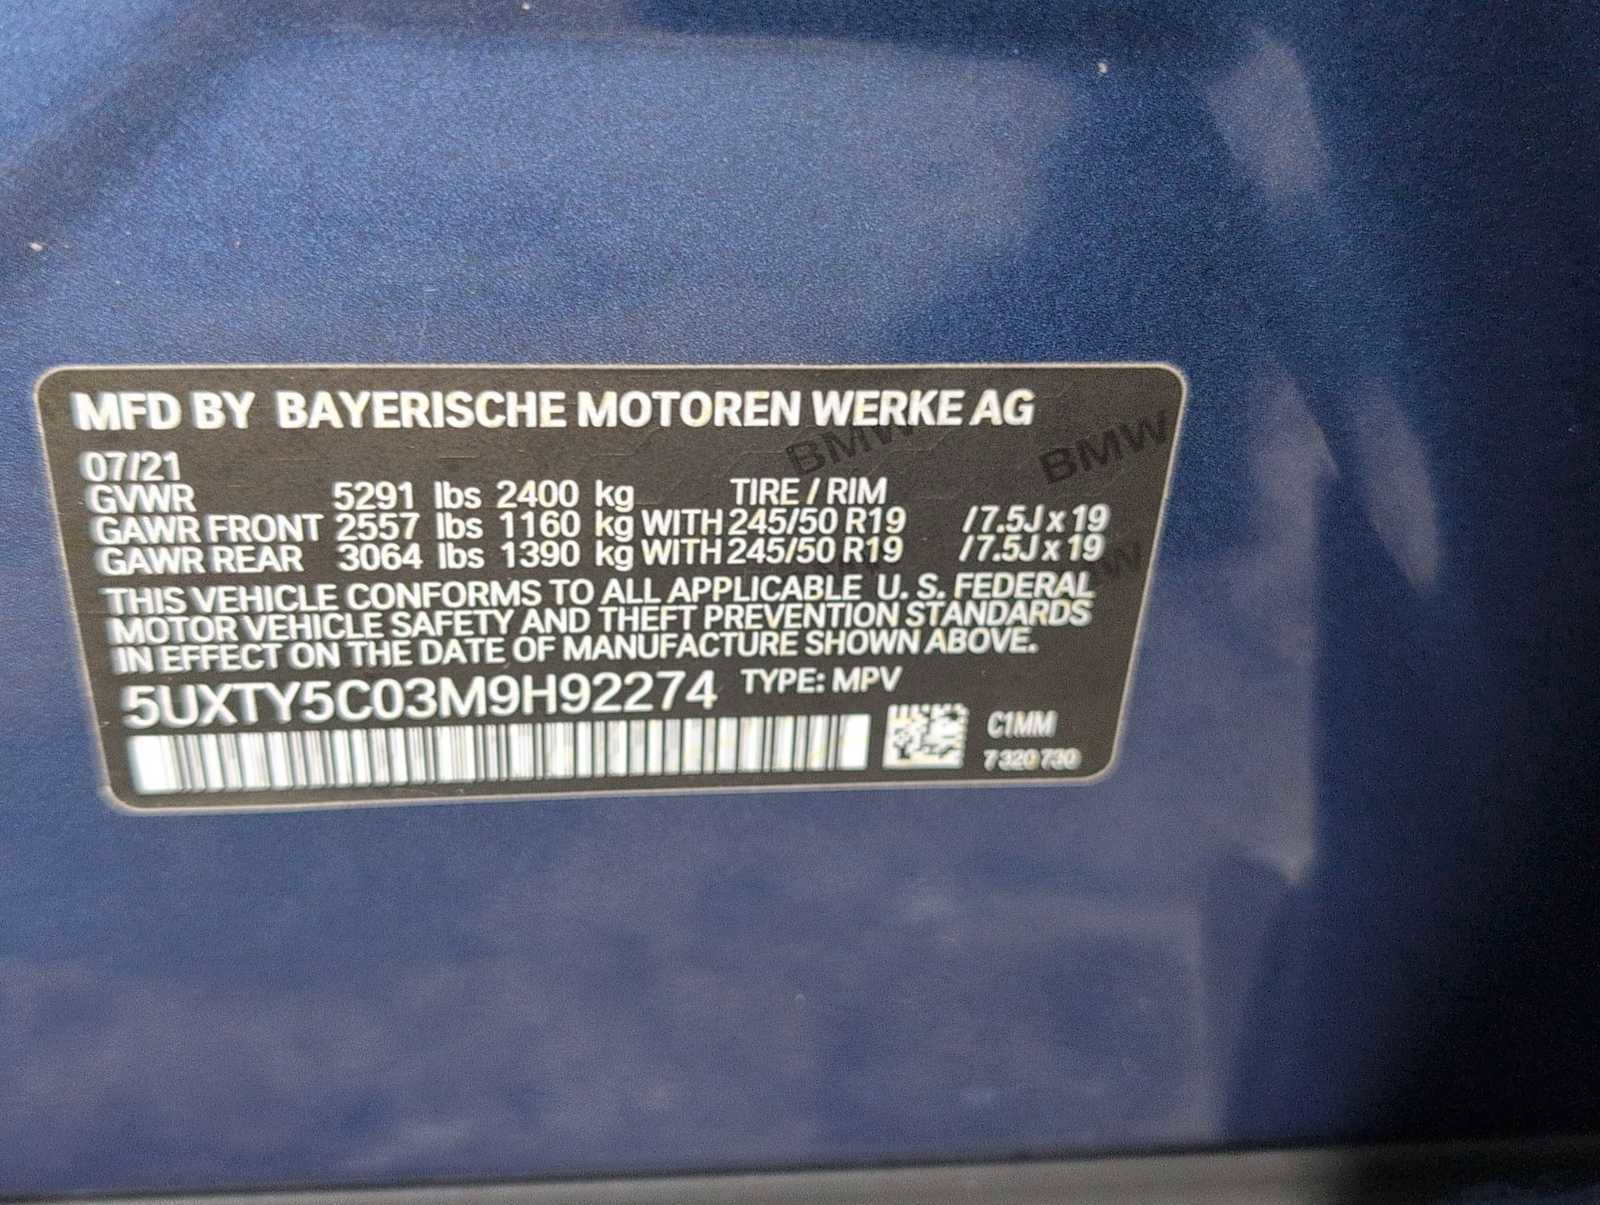 MFD BY BAYERISCHE MOTOREN WERKE AG
BMW BMW
07/21
GVWR 5291 lbs 2400 kg TIRE / RIM
GAWR FRONT 2557 lbs 1160 kg WITH 245/50 R19 / 7.5J x 19
GAWR REAR 3064 lbs 1390 kg WITH 245/50 R19 / 7.5J x 19
THIS VEHICLE CONFORMS TO ALL APPLICABLE U. S. FEDERAL
MOTOR VEHICLE SAFETY AND THEFT PREVENTION STANDARDS
IN EFFECT ON THE DATE OF MANUFACTURE SHOWN ABOVE.
5UXTY5C03M9H92274 TYPE: MPV
C1MM
7 320 730